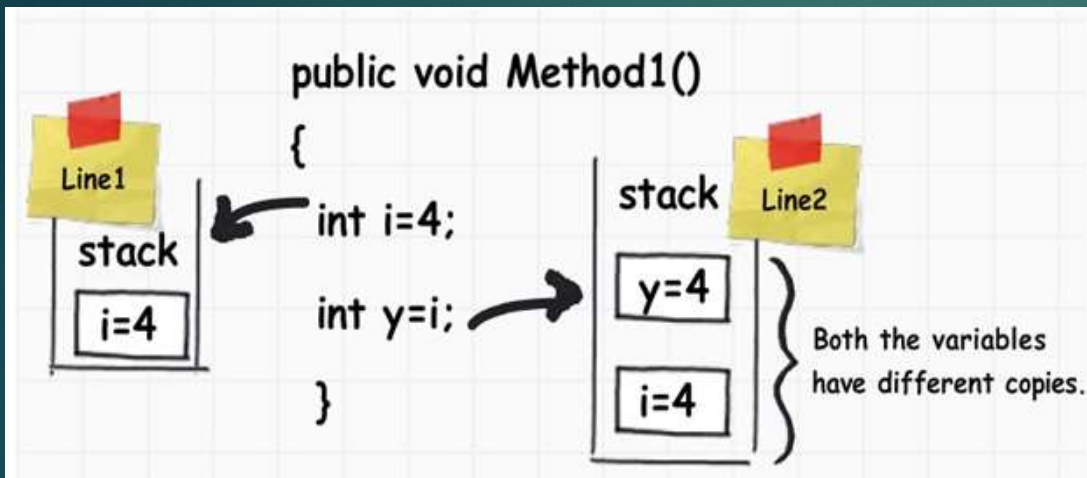 public void Method1()
{
Line1
stack
i=4
int i=4;
int y=i;
}
stack
Line2
y=4
i=4
Both the variables
have different copies.